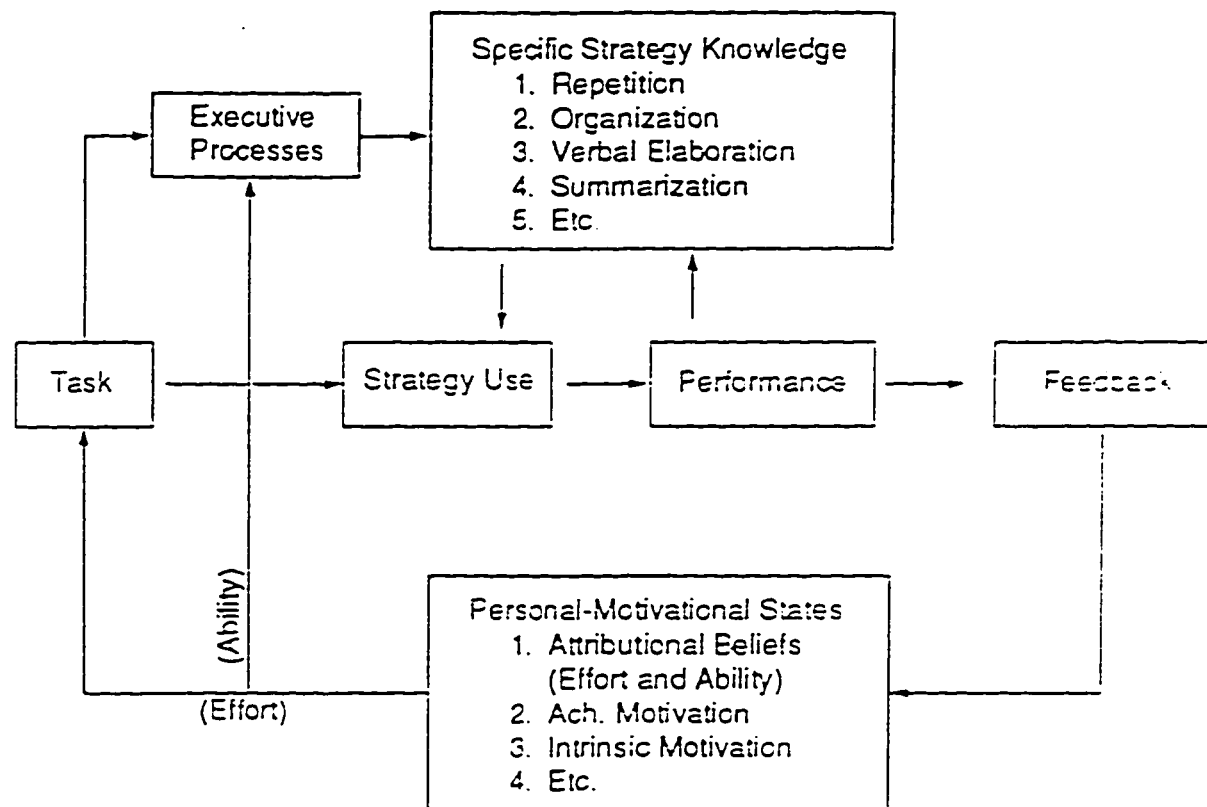 Specific Strategy Knowledge
1. Repetition
2. Organization
3. Verbal Elaboration
4. Summarization
5. Etc.
Executive
Processes
Task
Strategy Use
Performance
Feedback
(Ability)
(Effort)
Personal-Motivational States
1. Attributional Beliefs
(Effort and Ability)
2. Ach. Motivation
3. Intrinsic Motivation
4. Etc.